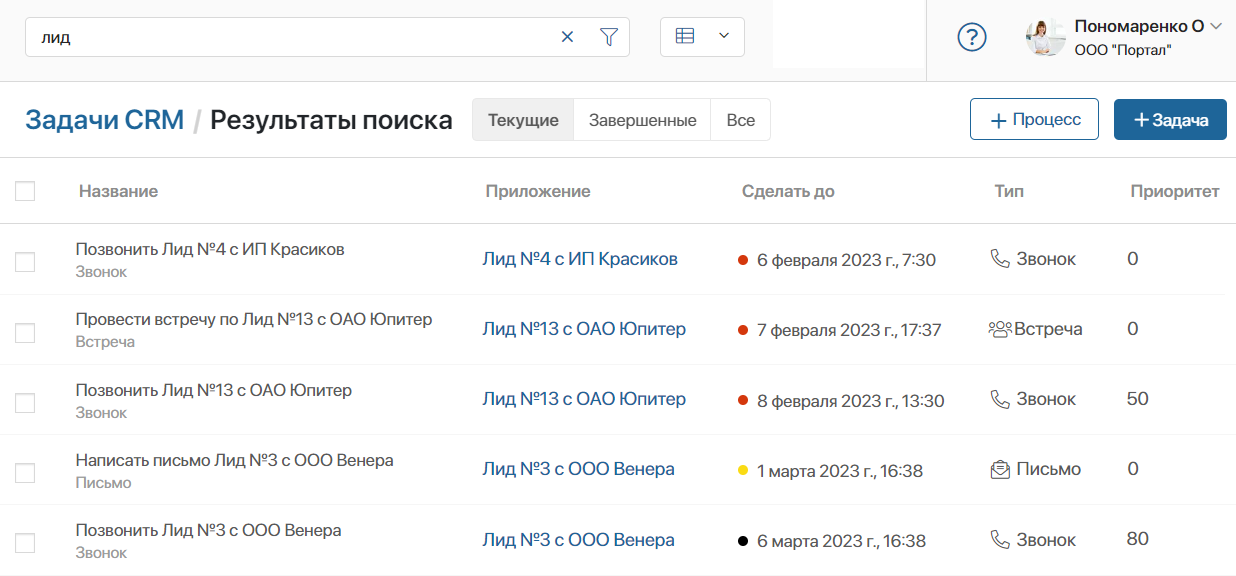 лид
?
Пономаренко О
ООО "Портал"
Задачи CRM / Результаты поиска
Текущие Завершенные Все
+ Процесс
+ Задача
Название Приложение Сделать до Тип Приоритет
Позвонить Лид №4 с ИП Красиков
Звонок
Лид №4 с ИП Красиков 6 февраля 2023 г., 7:30 Звонок 0
Провести встречу по Лид №13 с ОАО Юпитер
Встреча
Лид №13 с ОАО Юпитер 7 февраля 2023 г., 17:37 Встреча 0
Позвонить Лид №13 с ОАО Юпитер
Звонок
Лид №13 с ОАО Юпитер 8 февраля 2023 г., 13:30 Звонок 50
Написать письмо Лид №3 с ООО Венера
Письмо
Лид №3 с ООО Венера 1 марта 2023 г., 16:38 Письмо 0
Позвонить Лид №3 с ООО Венера
Звонок
Лид №3 с ООО Венера 6 марта 2023 г., 16:38 Звонок 80